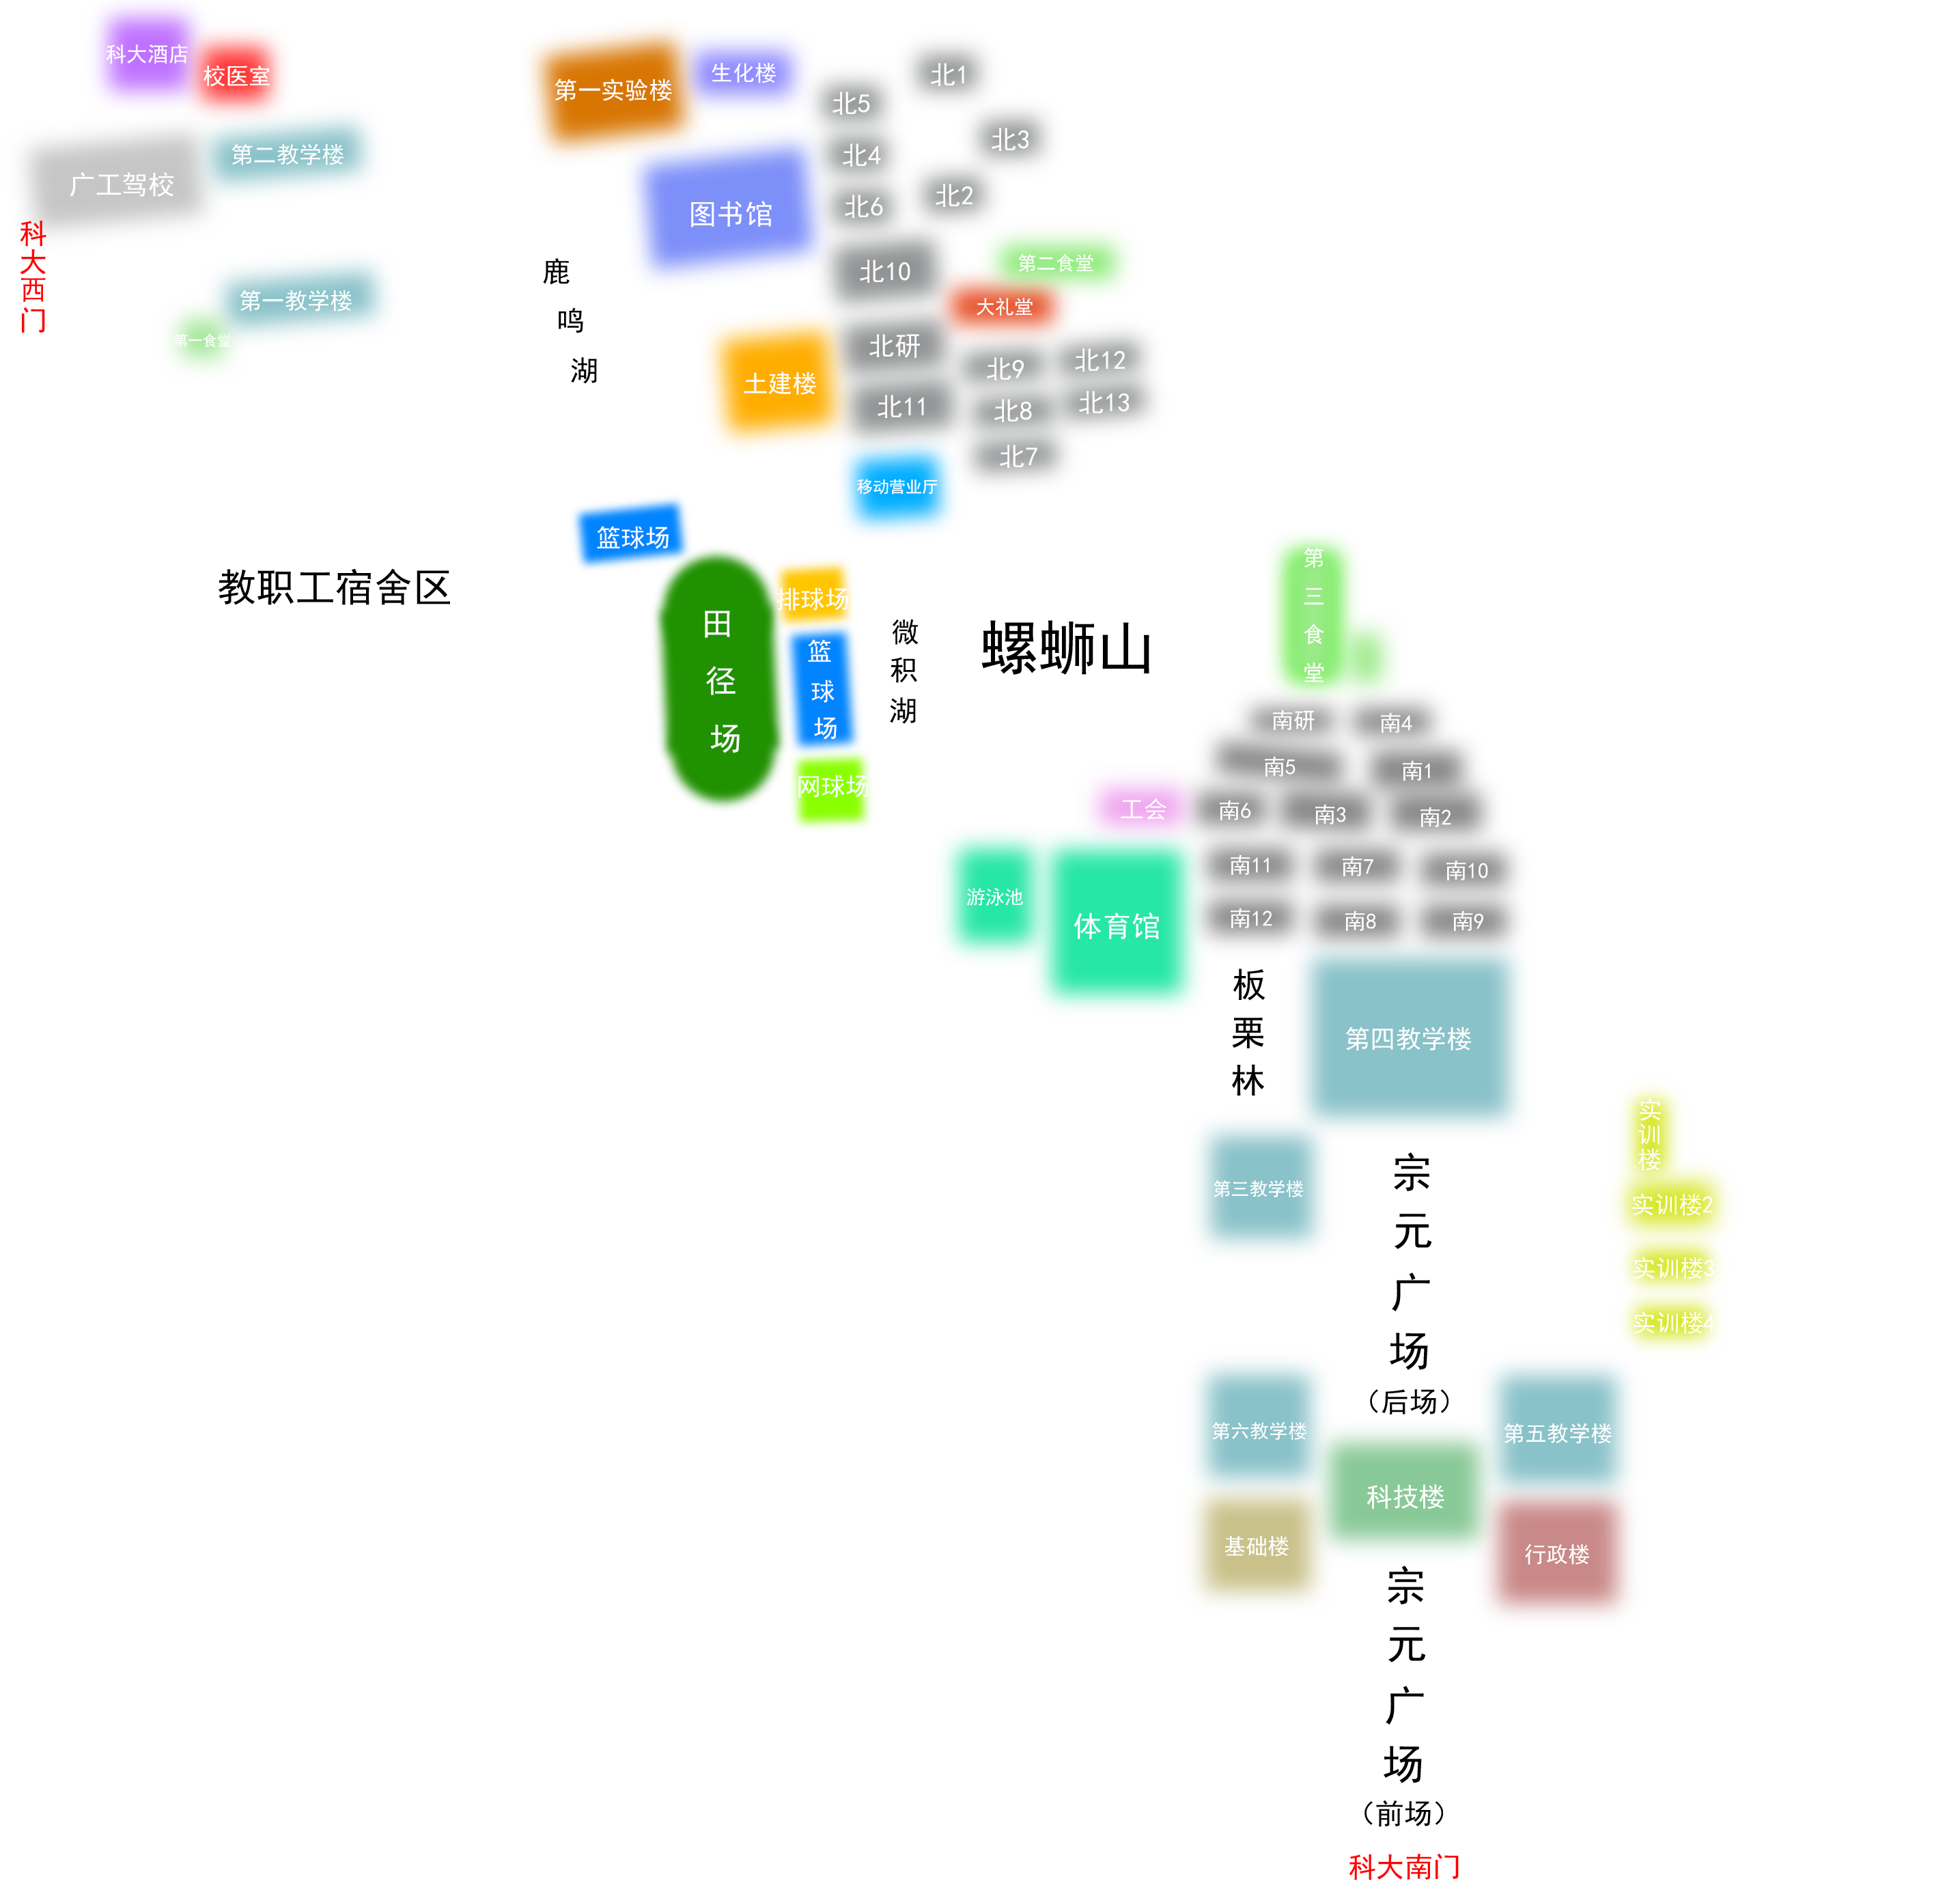 科大酒店
校医室
第一实验楼
生化楼
北1
北5
北3
第二教学楼
北4
广工驾校
北2
北6
图书馆
科大西门
第二食堂
鹿鸣湖
北10
第一教学楼
大礼堂
第一食堂
北研
北12
北9
土建楼
北13
北11
北8
北7
移动营业厅
篮球场
教职工宿舍区
第三食堂
排球场
田径场
微积湖
螺蛳山
篮球场
网球场
南研
南4
南5
南1
工会
南6
南3
南2
南11
南7
南10
游泳池
体育馆
南12
南8
南9
板栗林
第四教学楼
实训楼
第三教学楼
宗元广场
(后场)
实训楼2
实训楼3
实训楼4
第六教学楼
第五教学楼
科技楼
基础楼
行政楼
宗元广场
(前场)
科大南门